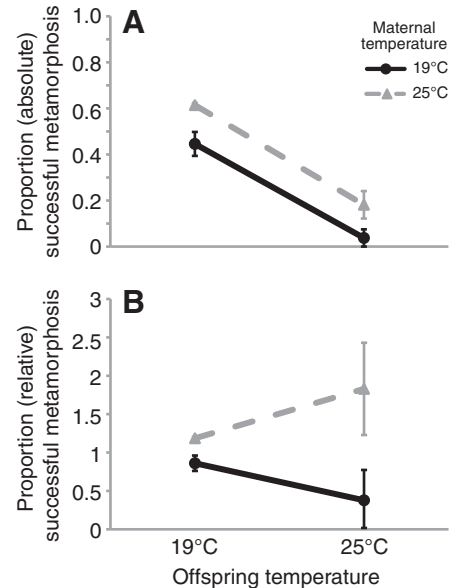 A
Maternal
temperature
19°C
25°C
Proportion (absolute)
successful metamorphosis
1.0
0.8
0.6
0.4
0.2
0
B
Proportion (relative)
successful metamorphosis
3
2.5
2
1.5
1
0.5
0
19°C 25°C
Offspring temperature